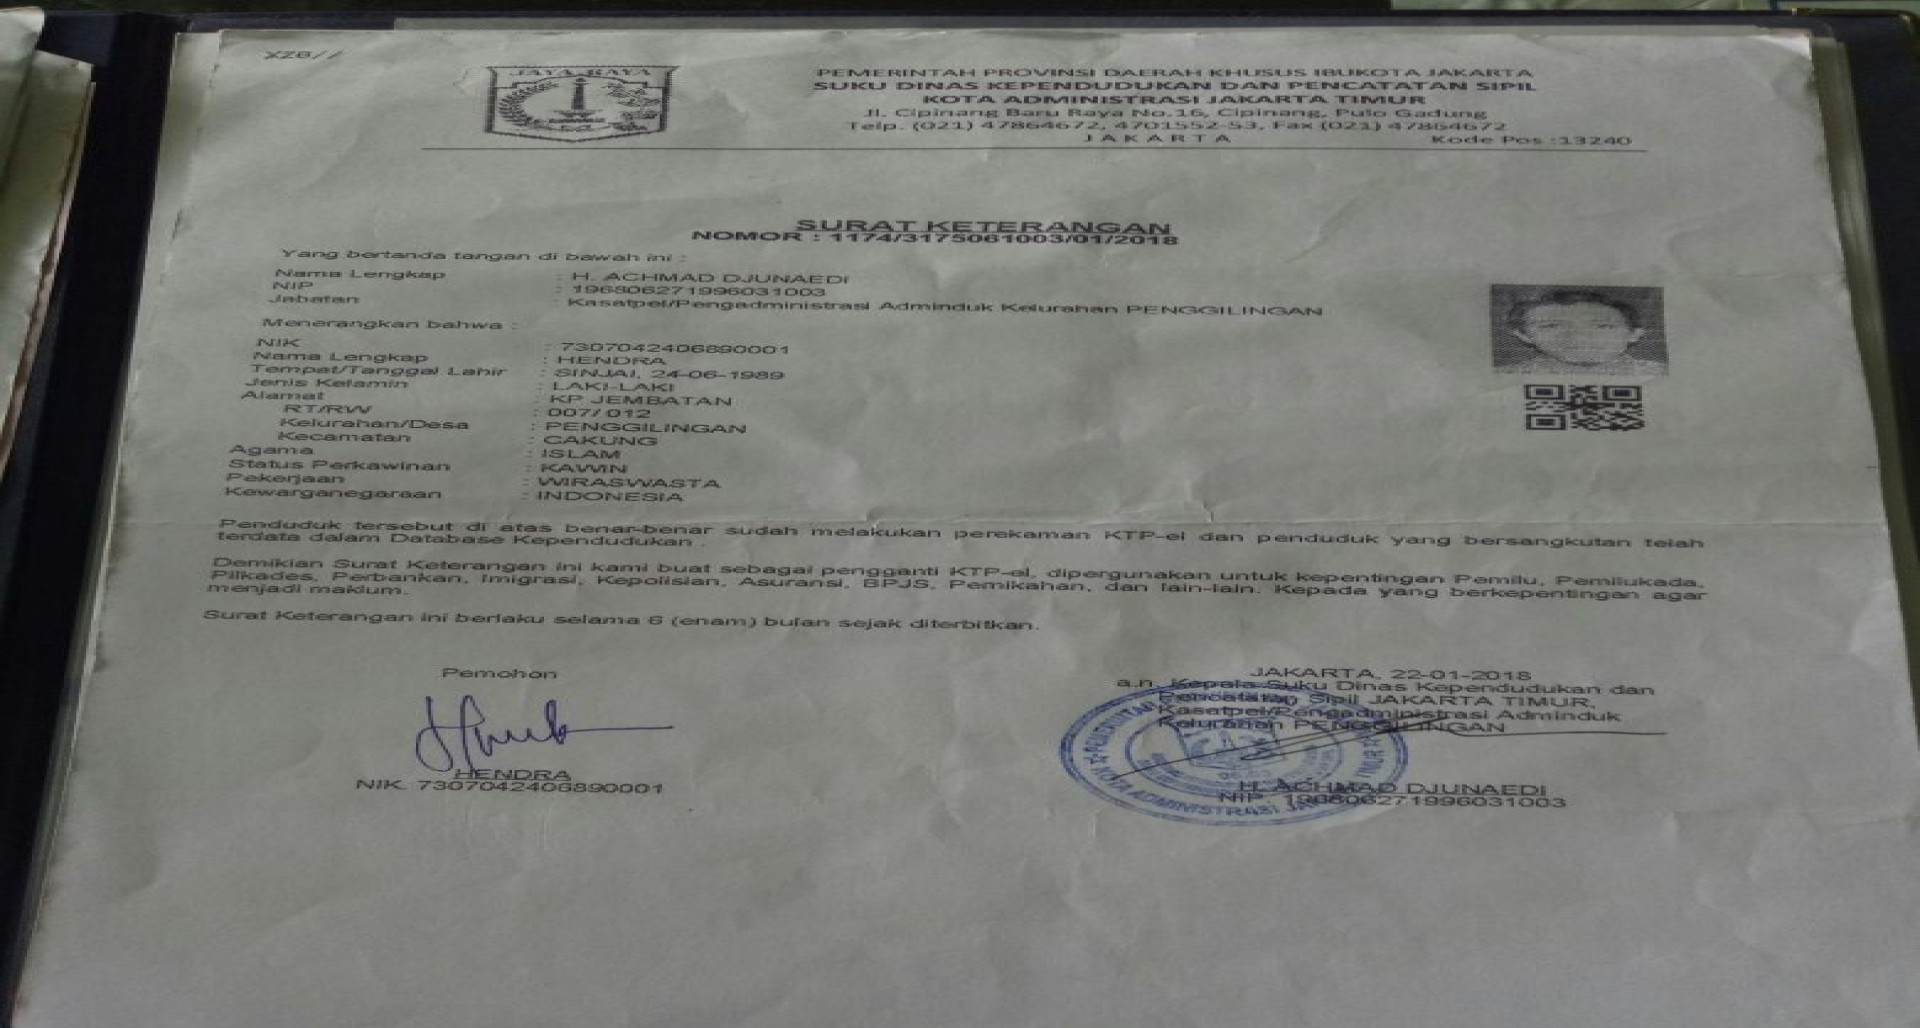 XZB//
JAYA RAYA
PEMERINTAH PROVINSI DAERAH KHUSUS IBUKOTA JAKARTA
SUKU DINAS KEPENDUDUKAN DAN PENCATATAN SIPIL
KOTA ADMINISTRASI JAKARTA TIMUR
Jl. Cipinang Baru Raya No.16, Cipinang, Pulo Gadung
Telp. (021) 47864672, 4701552-53, Fax (021) 47864672
J A K A R T A Kode Pos :13240
SURAT KETERANGAN
NOMOR : 1174/3175061003/01/2018
Yang bertanda tangan di bawah ini :
Nama Lengkap : H. ACHMAD DJUNAEDI
NIP : 196806271996031003
Jabatan : Kasatpel/Pengadministrasi Adminduk Kelurahan PENGGILINGAN
Menerangkan bahwa :
NIK : 7307042406890001
Nama Lengkap : HENDRA
Tempat/Tanggal Lahir : SINJAI, 24-06-1989
Jenis Kelamin : LAKI-LAKI
Alamat : KP JEMBATAN
RT/RW : 007/ 012
Kelurahan/Desa : PENGGILINGAN
Kecamatan : CAKUNG
Agama : ISLAM
Status Perkawinan : KAWIN
Pekerjaan : WIRASWASTA
Kewarganegaraan : INDONESIA
Penduduk tersebut di atas benar-benar sudah melakukan perekaman KTP-el dan penduduk yang bersangkutan telah
terdata dalam Database Kependudukan .
Demikian Surat Keterangan ini kami buat sebagai pengganti KTP-el, dipergunakan untuk kepentingan Pemilu, Pemilukada,
Pilkades, Perbankan, Imigrasi, Kepolisian, Asuransi, BPJS, Pernikahan, dan lain-lain. Kepada yang berkepentingan agar
menjadi maklum.
Surat Keterangan ini berlaku selama 6 (enam) bulan sejak diterbitkan.
Pemohon
HENDRA
NIK. 7307042406890001
JAKARTA, 22-01-2018
a.n. Kepala Suku Dinas Kependudukan dan
Pencatatan Sipil JAKARTA TIMUR,
Kasatpel/Pengadministrasi Adminduk
Kelurahan PENGGILINGAN
H. ACHMAD DJUNAEDI
NIP. 196806271996031003
KOTA ADMINISTRASI